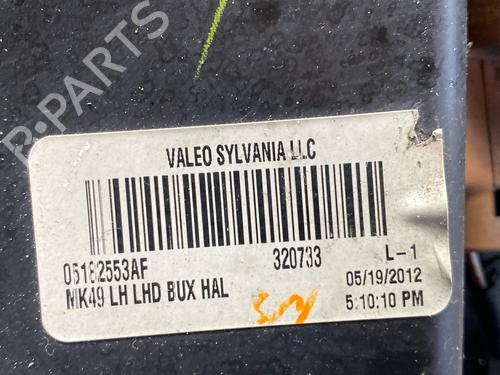 R-PARTS
VALEO SYLVANIA LLC
05182553AF 320733 L-1
MK49 LH LHD BUX HAL 05/19/2012
5:10:10 PM